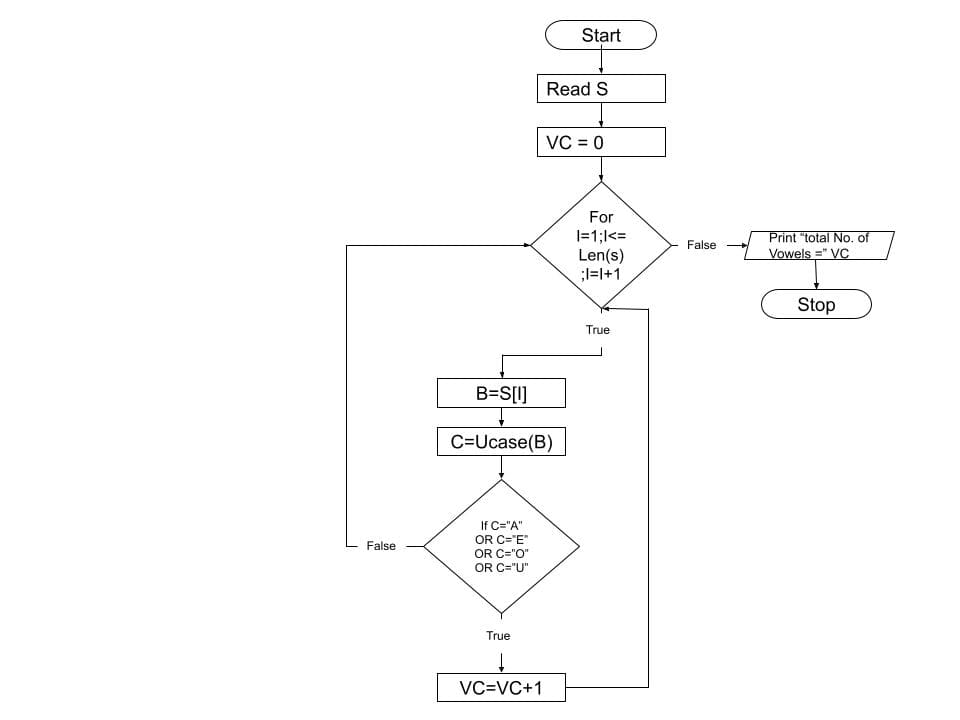 Start
Read S
VC = 0
For
I=1;I<=
Len(s)
;I=I+1
False
Print “total No. of
Vowels =” VC
Stop
True
B=S[I]
C=Ucase(B)
If C=”A”
OR C=”E”
OR C=”O”
OR C=”U”
False
True
VC=VC+1